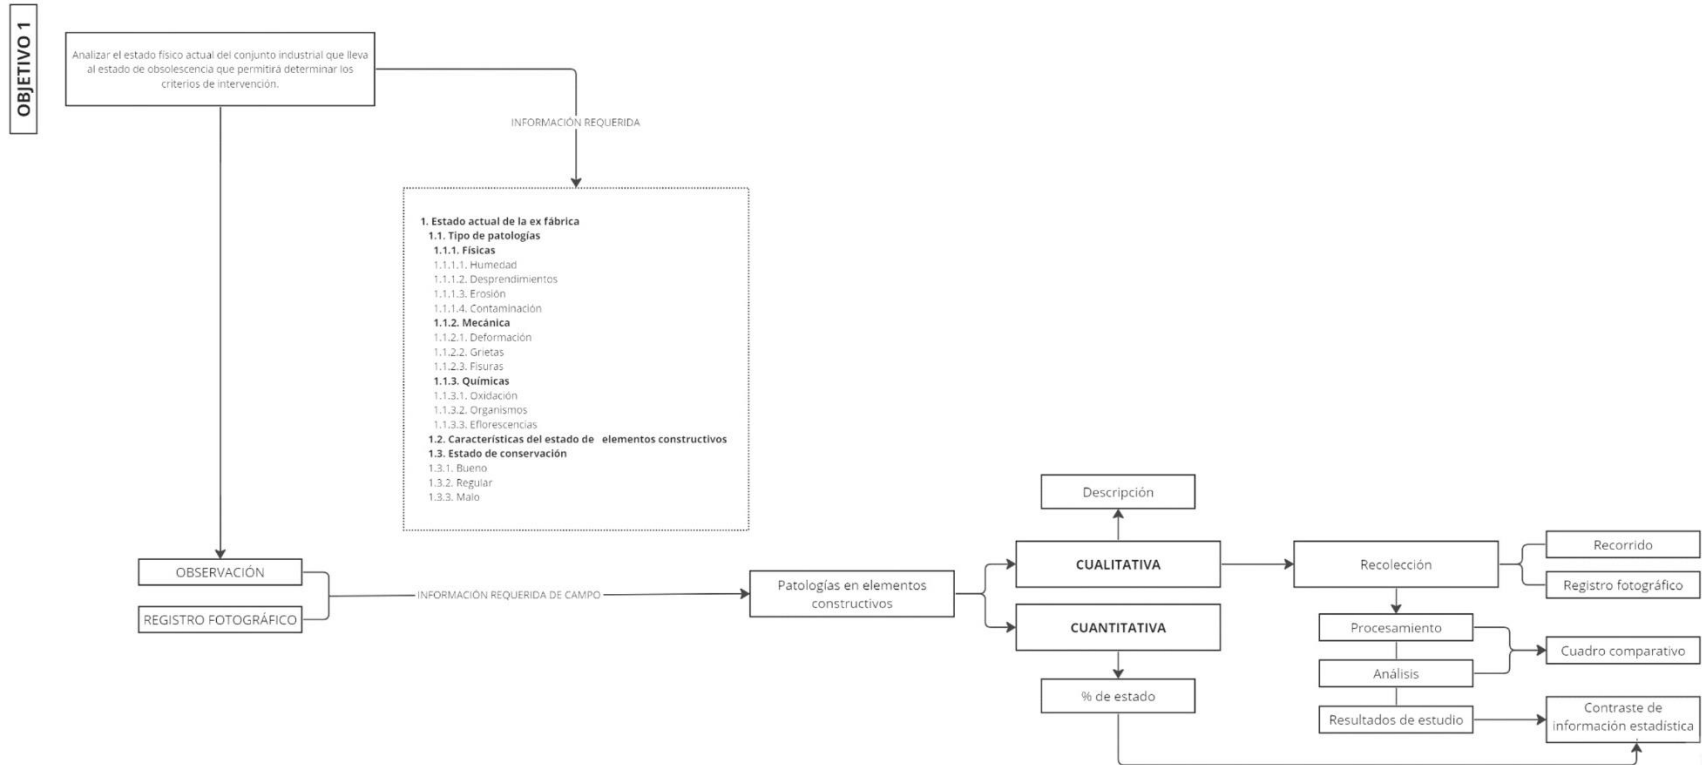 OBJETIVO 1
Analizar el estado físico actual del conjunto industrial que lleva
al estado de obsolescencia que permitirá determinar los
criterios de intervención.
INFORMACIÓN REQUERIDA
1. Estado actual de la ex fábrica
1.1. Tipo de patologías
1.1.1. Físicas
1.1.1.1. Humedad
1.1.1.2. Desprendimientos
1.1.1.3. Erosión
1.1.1.4. Contaminación
1.1.2. Mecánica
1.1.2.1. Deformación
1.1.2.2. Grietas
1.1.2.3. Fisuras
1.1.3. Químicas
1.1.3.1. Oxidación
1.1.3.2. Organismos
1.1.3.3. Eflorescencias
1.2. Características del estado de elementos constructivos
1.3. Estado de conservación
1.3.1. Bueno
1.3.2. Regular
1.3.3. Malo
OBSERVACIÓN
REGISTRO FOTOGRÁFICO
INFORMACIÓN REQUERIDA DE CAMPO
Patologías en elementos
constructivos
Descripción
CUALITATIVA
CUANTITATIVA
% de estado
Recolección
Recorrido
Registro fotográfico
Procesamiento
Análisis
Cuadro comparativo
Resultados de estudio
Contraste de
información estadística